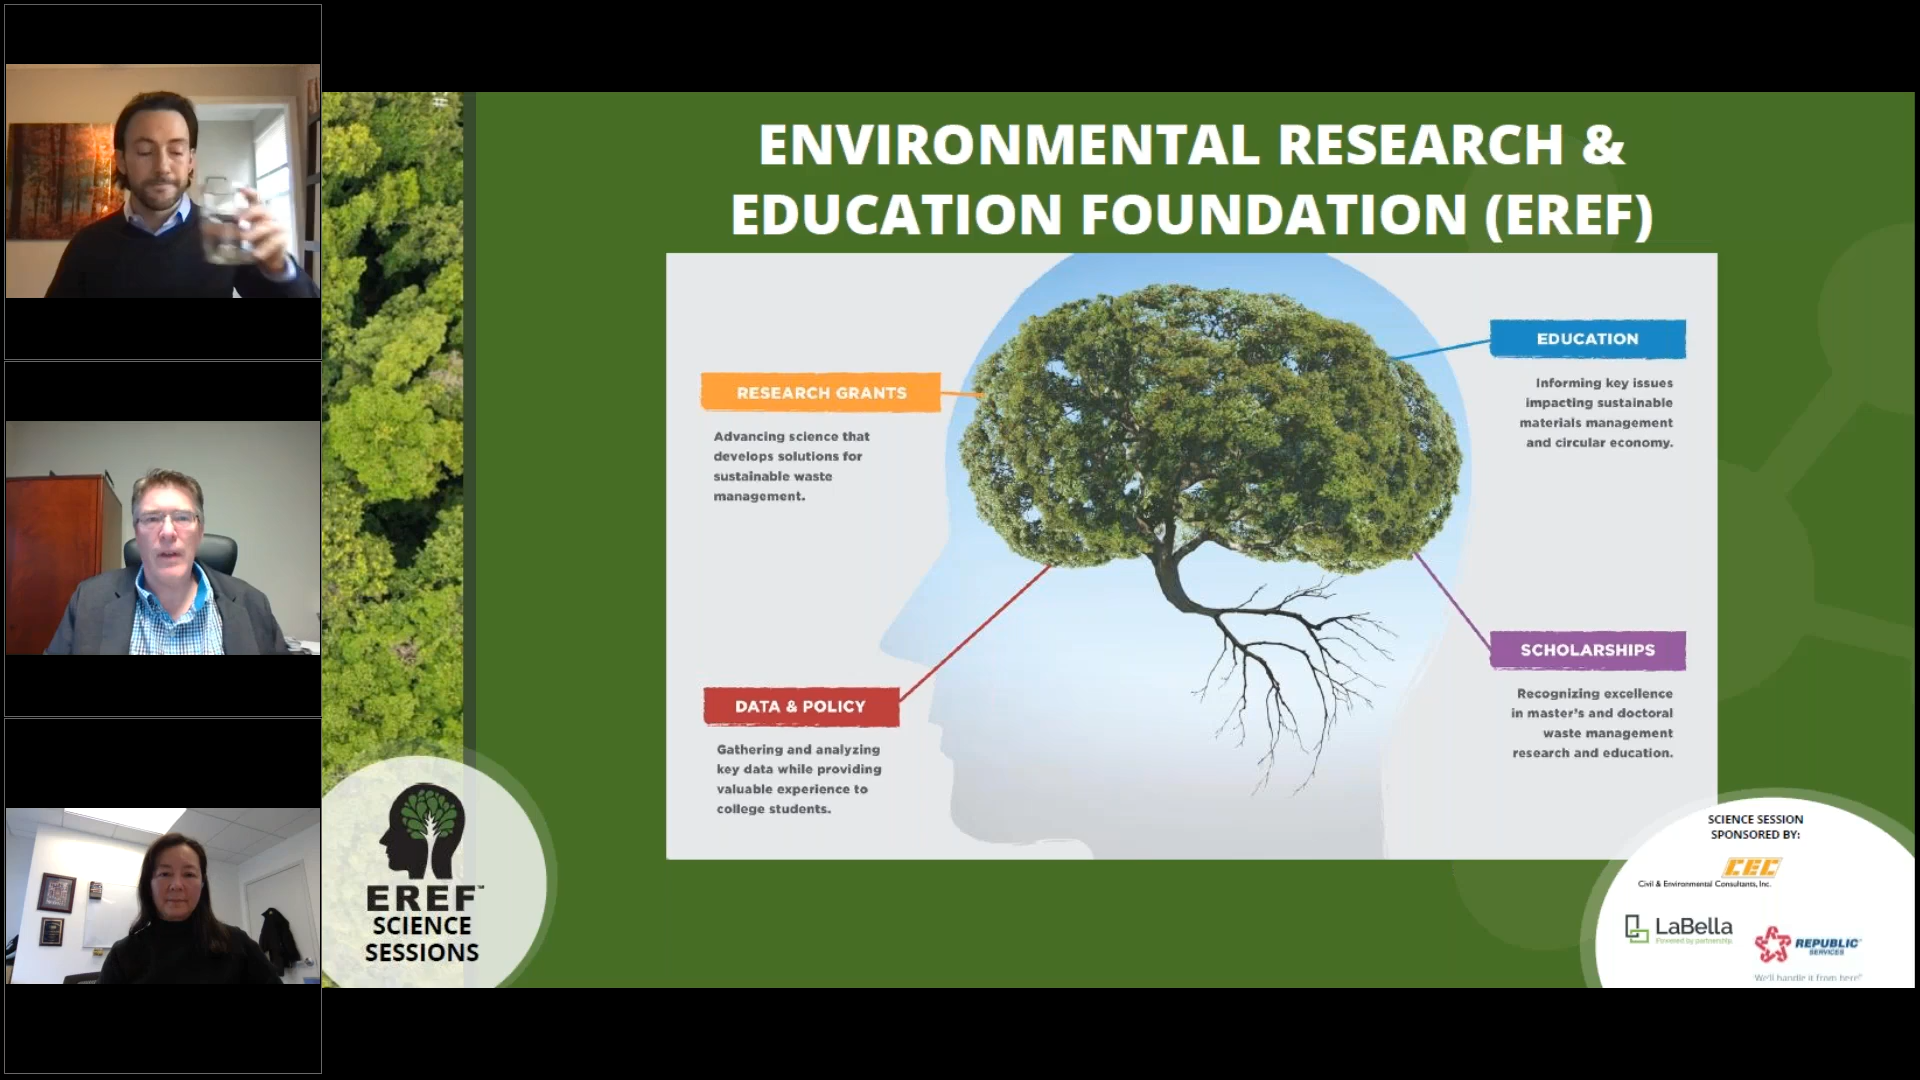 ENVIRONMENTAL RESEARCH &
EDUCATION FOUNDATION (EREF)
RESEARCH GRANTS
Advancing science that
develops solutions for
sustainable waste
management.
EDUCATION
Informing key issues
impacting sustainable
materials management
and circular economy.
DATA & POLICY
Gathering and analyzing
key data while providing
valuable experience to
college students.
SCHOLARSHIPS
Recognizing excellence
in master's and doctoral
waste management
research and education.
EREF™
SCIENCE
SESSIONS
SCIENCE SESSION
SPONSORED BY:
CEC
Civil & Environmental Consultants, Inc.
LaBella
Powered by partnership.
REPUBLIC
SERVICES
We'll handle it from here.®